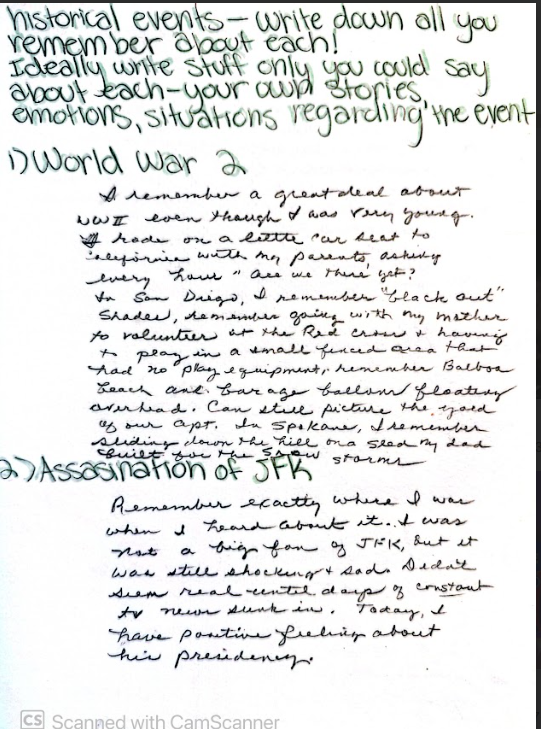 historical events - write down all you
remember about each!
Ideally write stuff only you could say
about each - your own stories,
emotions, situations regarding the event
1) World War 2
I remember a great deal about
WW II even though I was very young.
I rode on a little car seat to
California with my parents, asking
every hour "are we there yet?
In San Diego, I remember "black out"
shades, remember going with my mother
to volunteer at the Red Cross & having
to play in a small fenced area that
had no play equipment, remember Balboa
beach and barage balloons floating
overhead. Can still picture the yard
of our apt. In Spokane, I remember
sliding down the hill on a sled my dad
built for the snow storms
2) Assasination of JFK
Remember exactly where I was
when I heard about it. I was
not a big fan of JFK, but it
was still shocking & sad. Didn't
seem real until days of constant
tv news sunk in. Today, I
have positive feeling about
his presidency.
CS Scanned with CamScanner